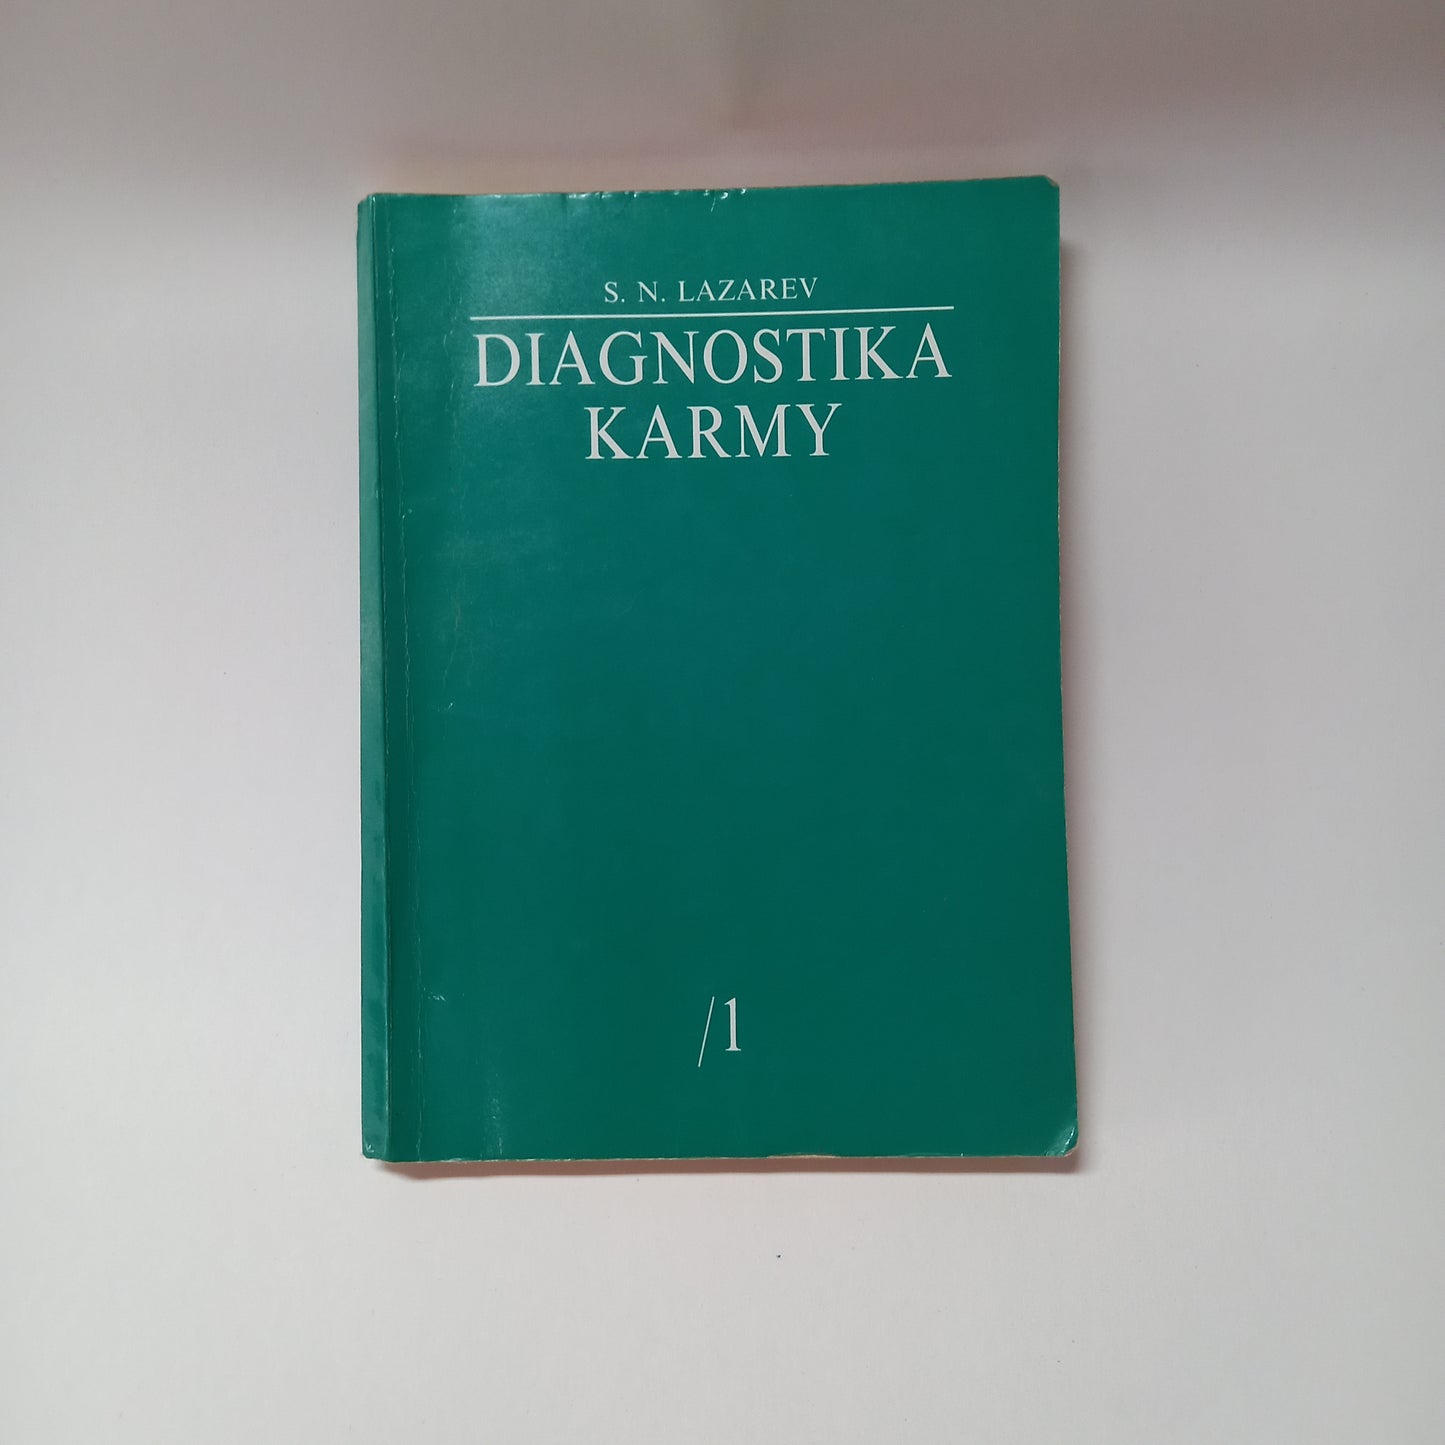 S. N. LAZAREV
DIAGNOSTIKA
KARMY
/1